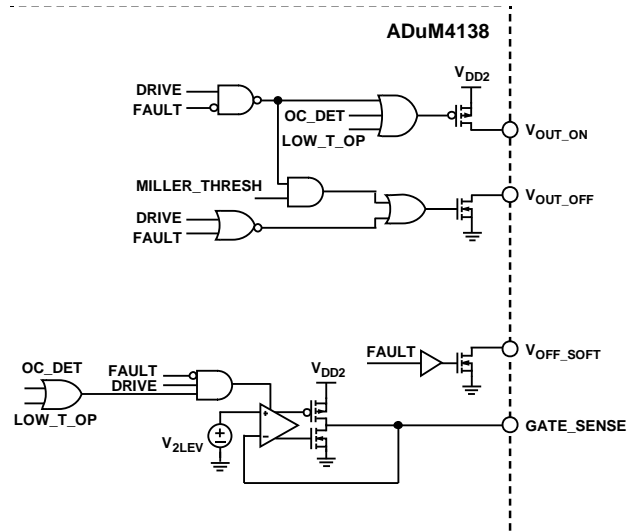 ADuM4138
VDD2
DRIVE
FAULT
OC_DET
LOW_T_OP
VOUT_ON
MILLER_THRESH
DRIVE
FAULT
VOUT_OFF
FAULT
VOFF_SOFT
OC_DET
LOW_T_OP
FAULT
DRIVE
VDD2
V2LEV
+
−
+
−
GATE_SENSE